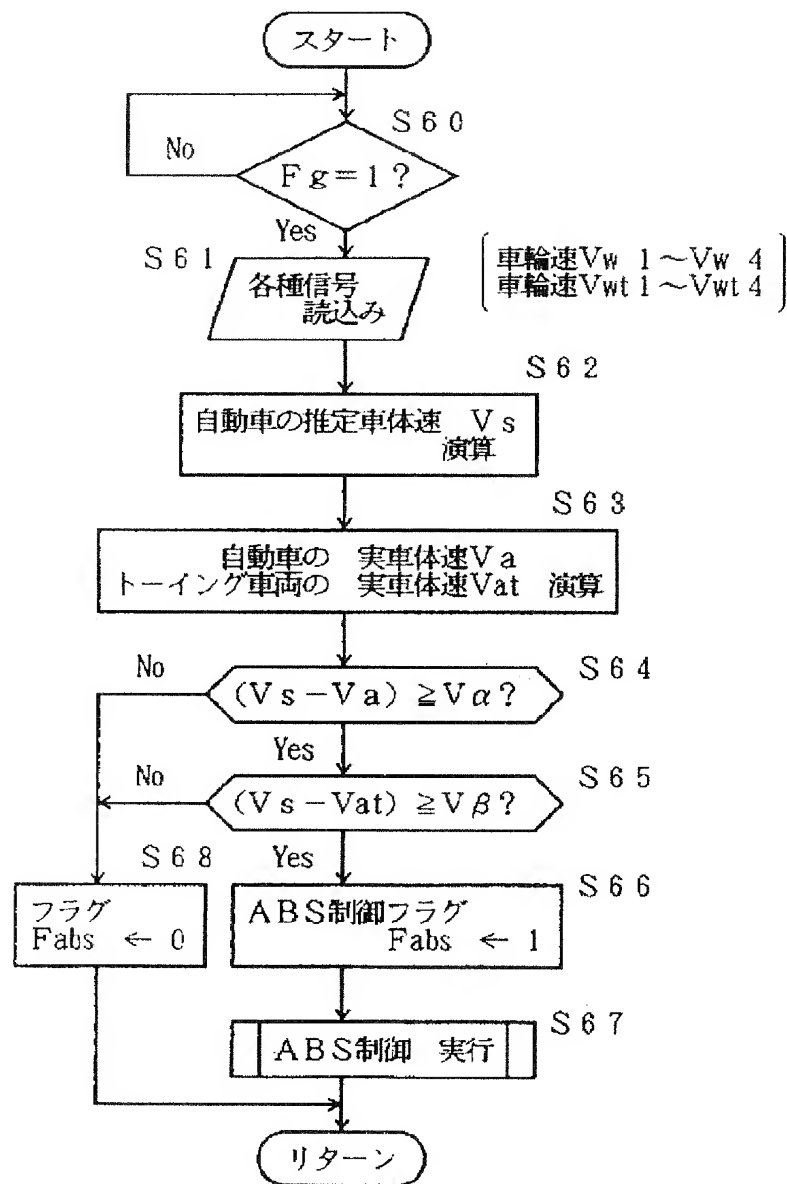 スタート
S60
No
Fg=1?
Yes
S61
各種信号
読込み
車輪速Vw 1~Vw 4
車輪速Vwt1~Vwt4
S62
自動車の推定車体速 Vs
演算
S63
自動車の 実車体速Va
トーイング車両の 実車体速Vat 演算
No
S64
(Vs-Va)≧Vα?
Yes
No
S65
(Vs-Vat)≧Vβ?
S68
Yes
S66
フラグ
Fabs ← 0
ABS制御フラグ
Fabs ← 1
S67
ABS制御 実行
リターン